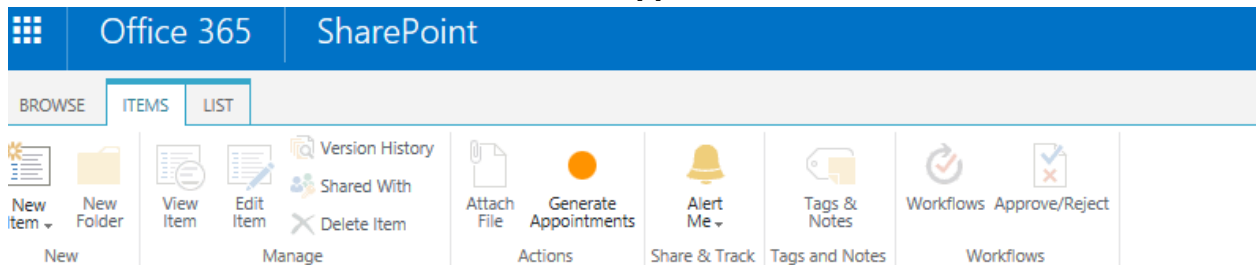 Office 365 SharePoint
BROWSE ITEMS LIST
New Item
New Folder
View Item
Edit Item
Version History
Shared With
Delete Item
Attach File
Generate Appointments
Alert Me
Tags & Notes
Workflows
Approve/Reject
New
Manage
Actions
Share & Track
Tags and Notes
Workflows